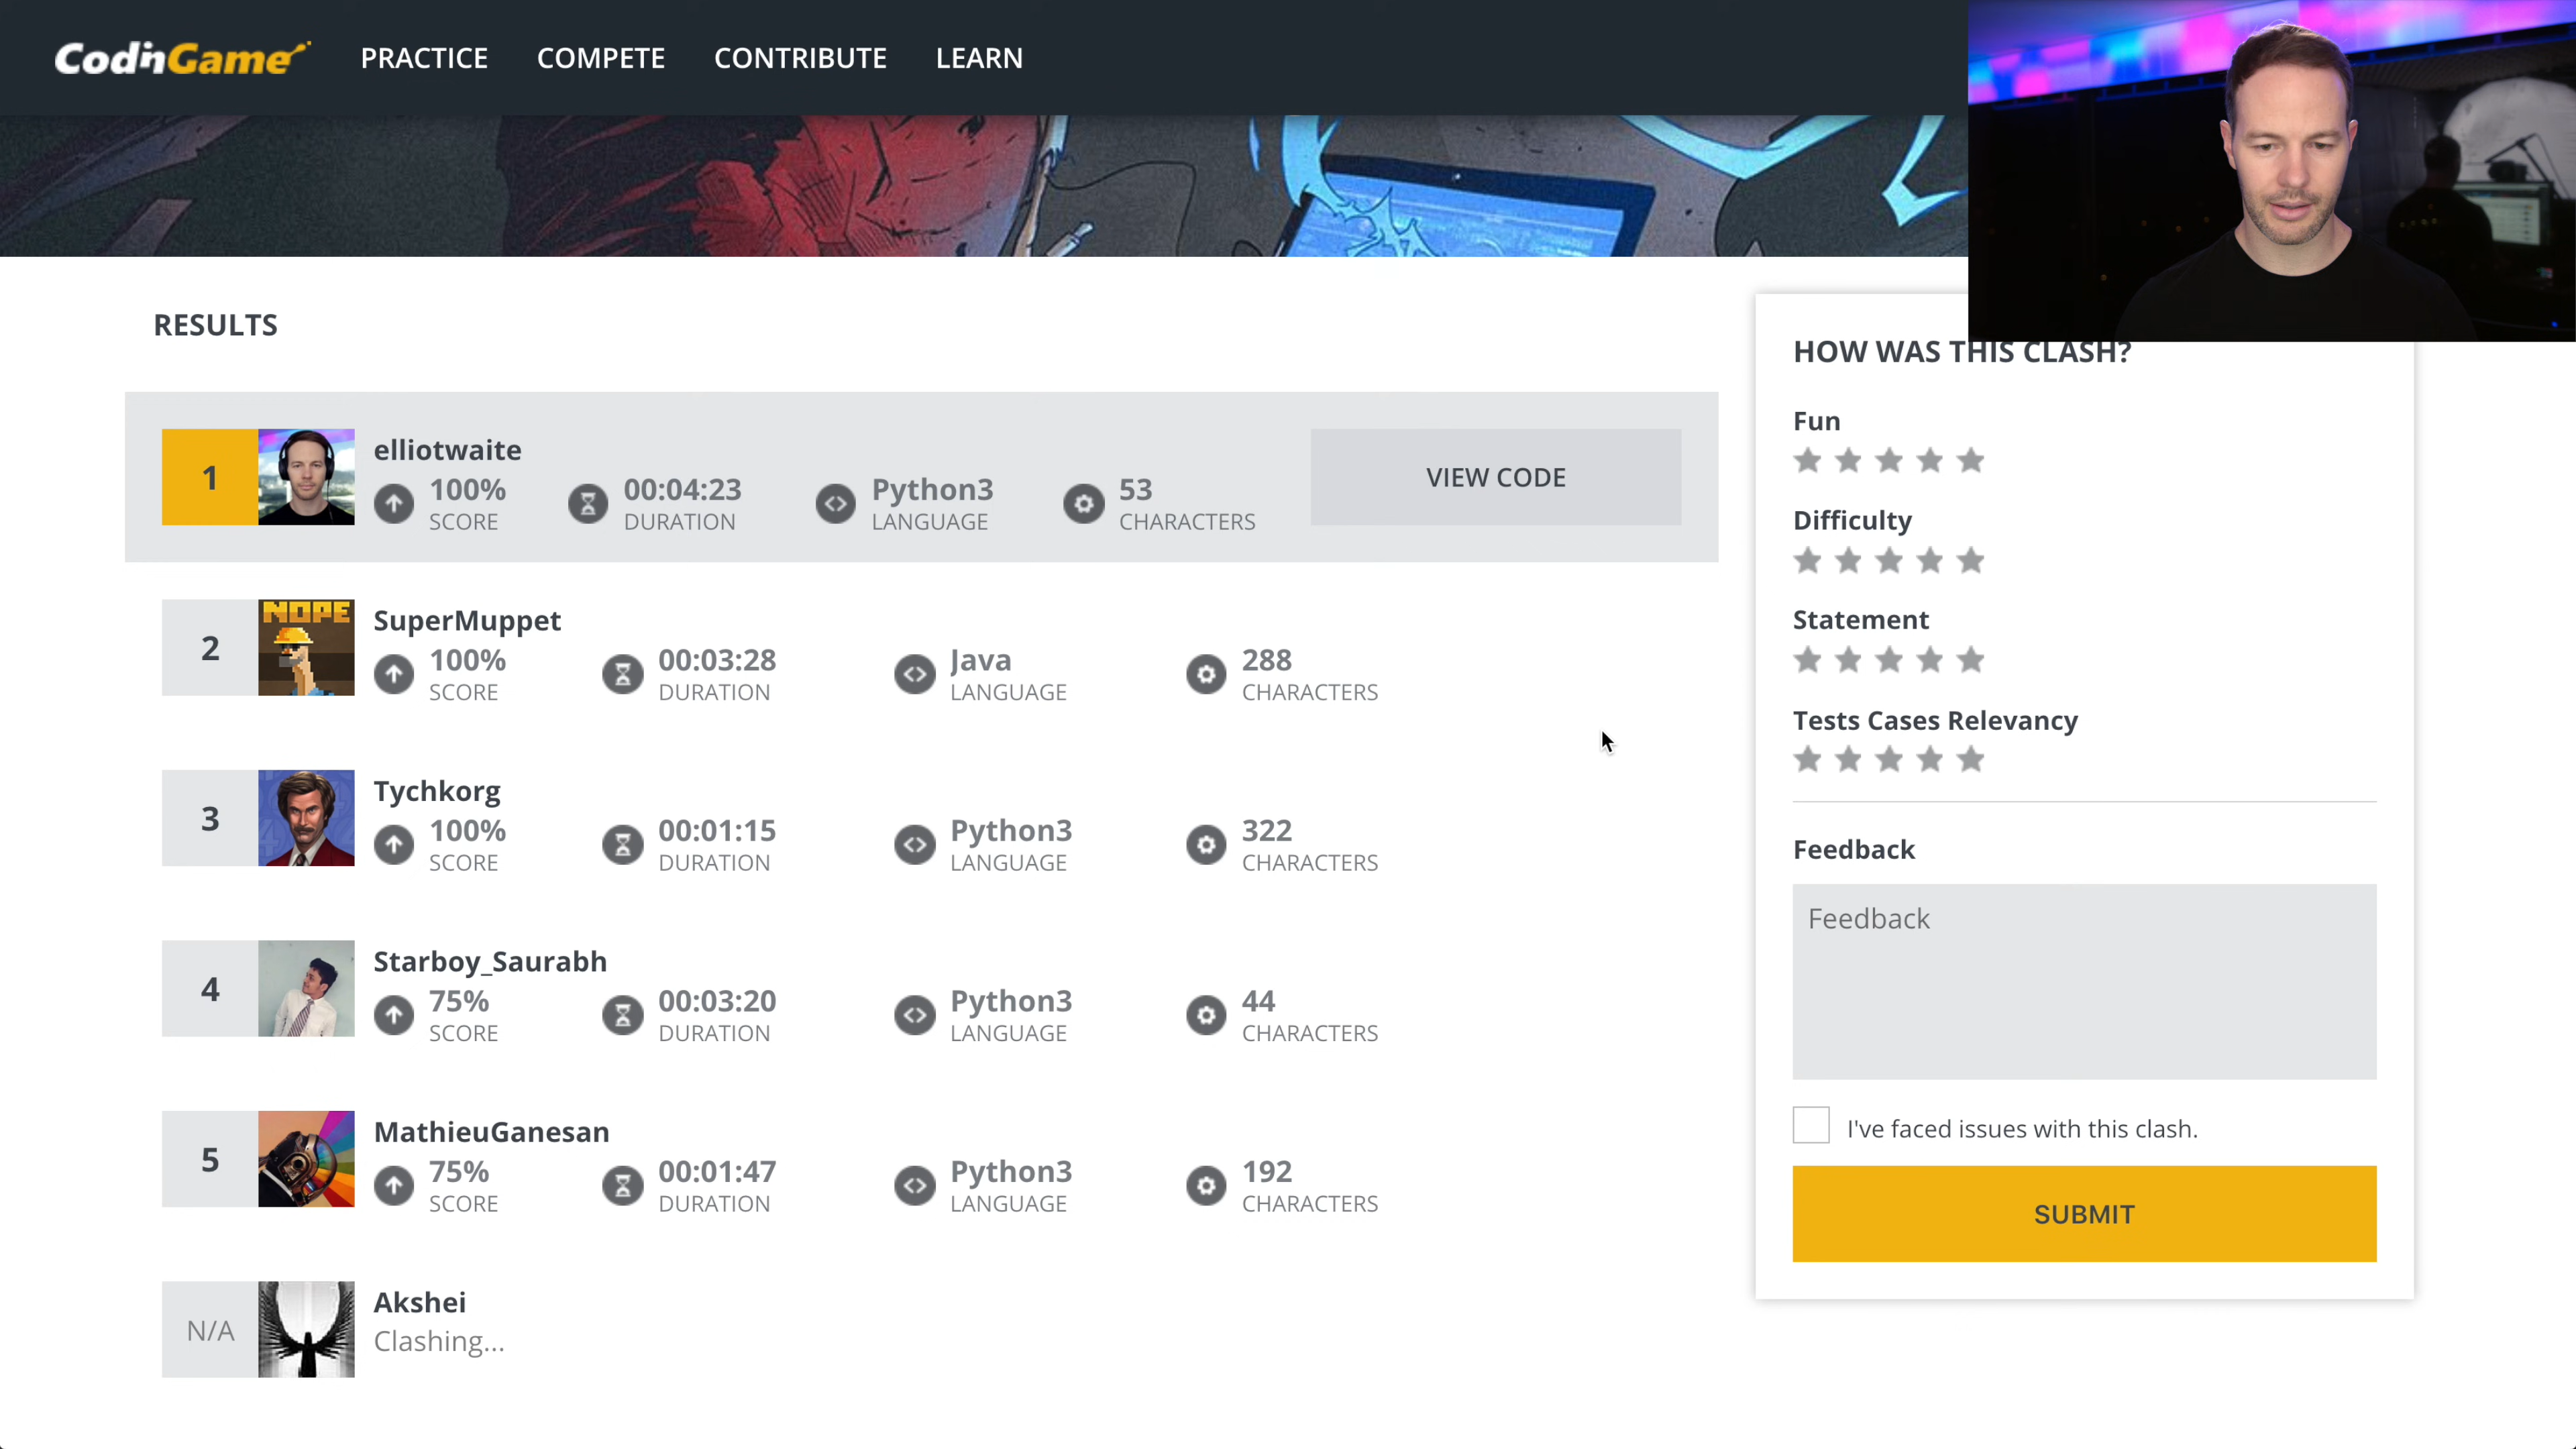 CodinGame PRACTICE COMPETE CONTRIBUTE LEARN
RESULTS
1
elliotwaite
100% 00:04:23 Python3 53
SCORE DURATION LANGUAGE CHARACTERS
VIEW CODE
2
NOPE
SuperMuppet
100% 00:03:28 Java 288
SCORE DURATION LANGUAGE CHARACTERS
3
Tychkorg
100% 00:01:15 Python3 322
SCORE DURATION LANGUAGE CHARACTERS
4
Starboy_Saurabh
75% 00:03:20 Python3 44
SCORE DURATION LANGUAGE CHARACTERS
5
MathieuGanesan
75% 00:01:47 Python3 192
SCORE DURATION LANGUAGE CHARACTERS
N/A
Akshei
Clashing...
HOW WAS THIS CLASH?
Fun
Difficulty
Statement
Tests Cases Relevancy
Feedback
Feedback
I've faced issues with this clash.
SUBMIT